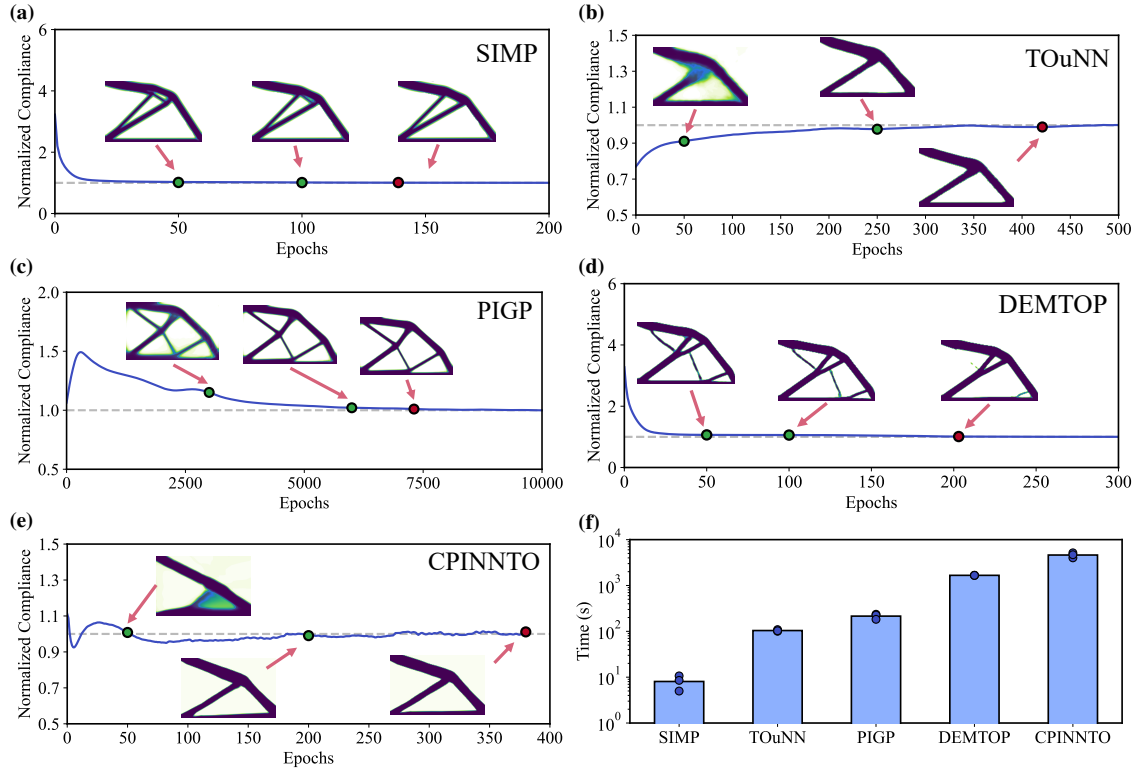 (a)
6
4
2
0
Normalized Compliance
SIMP
0
50
100
150
200
Epochs
(b)
1.5
1.3
1.1
0.9
0.7
0.5
Normalized Compliance
TOuNN
0
50
100
150
200
250
300
350
400
450
500
Epochs
(c)
2.0
1.5
1.0
0.5
Normalized Compliance
PIGP
0
2500
5000
7500
10000
Epochs
(d)
6
4
2
0
Normalized Compliance
DEMTOP
0
50
100
150
200
250
300
Epochs
(e)
1.5
1.3
1.1
0.9
0.7
0.5
Normalized Compliance
CPINNTO
0
50
100
150
200
250
300
350
400
Epochs
(f)
10^4
10^3
10^2
10^1
10^0
Time (s)
SIMP
TOuNN
PIGP
DEMTOP
CPINNTO